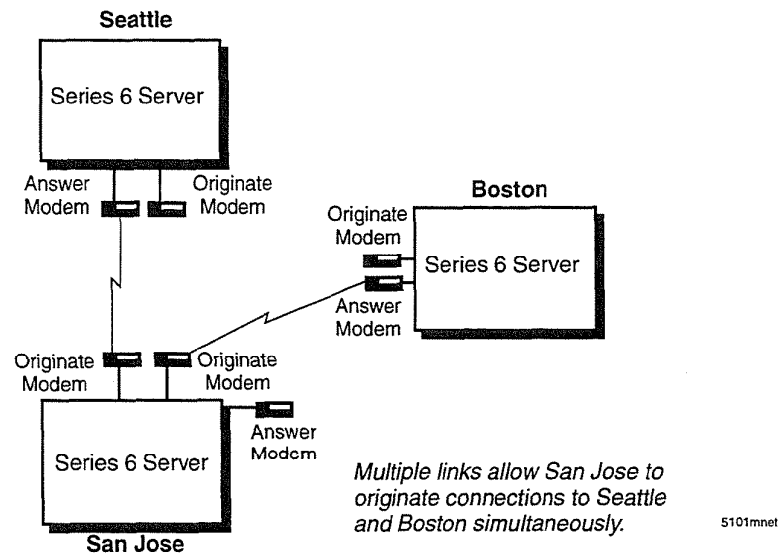 Seattle
Series 6 Server
Answer
Modem
Originate
Modem
Boston
Originate
Modem
Series 6 Server
Answer
Modem
Originate
Modem
Originate
Modem
Answer
Modem
Series 6 Server
San Jose
Multiple links allow San Jose to
originate connections to Seattle
and Boston simultaneously.
5101mnet